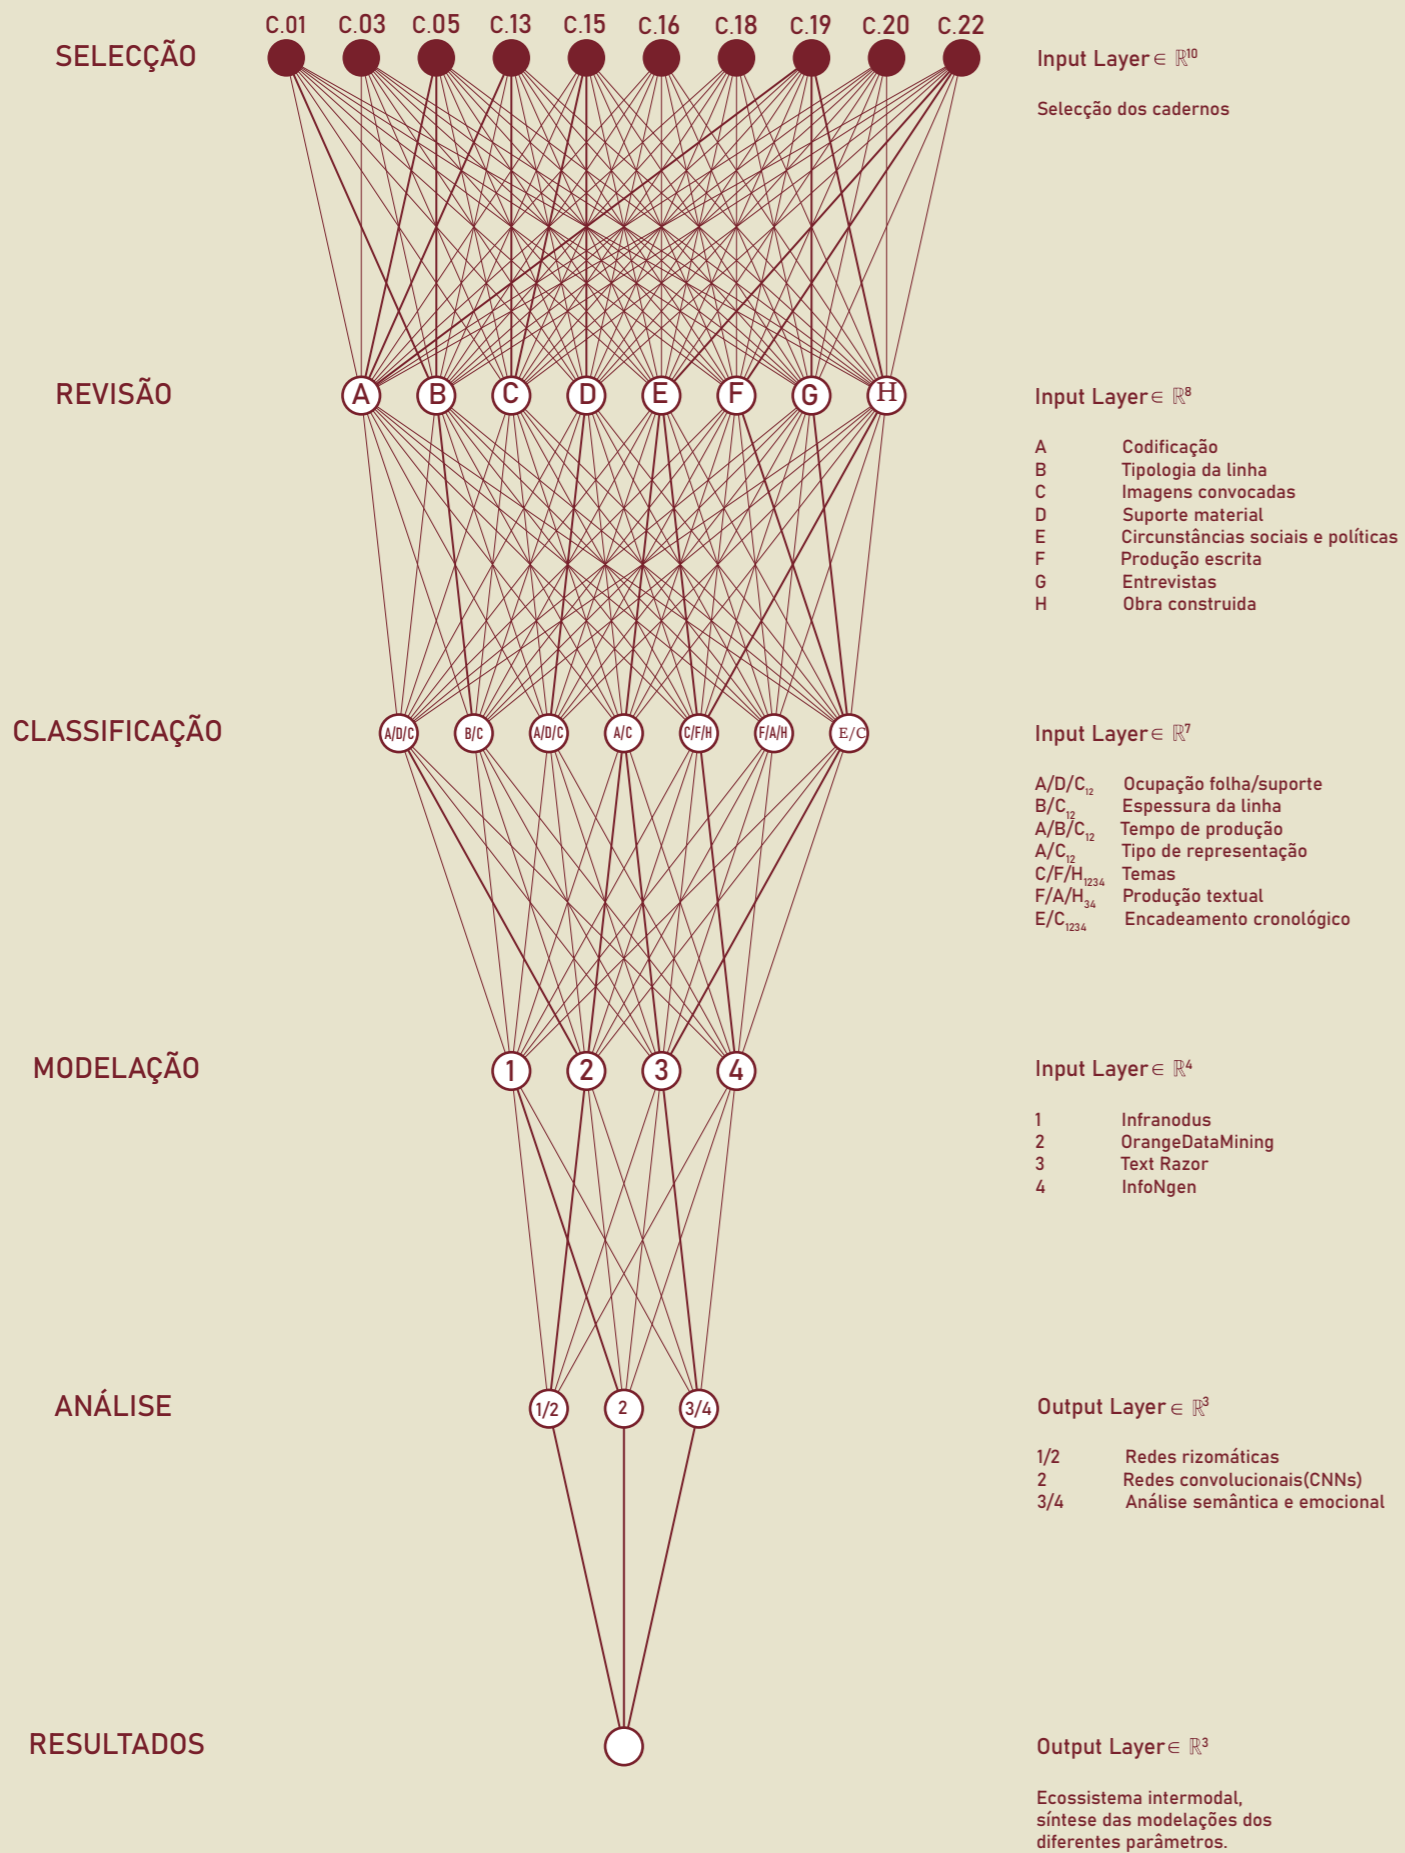 C.01 C.03 C.05 C.13 C.15 C.16 C.18 C.19 C.20 C.22
SELECÇÃO
Input Layer ∈ ℝ¹⁰
Selecção dos cadernos
REVISÃO
A B C D E F G H
Input Layer ∈ ℝ⁸
A Codificação
B Tipologia da linha
C Imagens convocadas
D Suporte material
E Circunstâncias sociais e políticas
F Produção escrita
G Entrevistas
H Obra construida
CLASSIFICAÇÃO
A/D/C B/C A/D/C A/C C/F/H F/A/H E/C
Input Layer ∈ ℝ⁷
A/D/C₁₂ Ocupação folha/suporte
B/C₁₂ Espessura da linha
A/B/C₁₂ Tempo de produção
A/C₁₂ Tipo de representação
C/F/H₁₂₃₄ Temas
F/A/H₃₄ Produção textual
E/C₁₂₃₄ Encadeamento cronológico
MODELAÇÃO
1 2 3 4
Input Layer ∈ ℝ⁴
1 Infranodus
2 OrangeDataMining
3 Text Razor
4 InfoNgen
ANÁLISE
1/2 2 3/4
Output Layer ∈ ℝ³
1/2 Redes rizomáticas
2 Redes convolucionais(CNNs)
3/4 Análise semântica e emocional
RESULTADOS
Output Layer ∈ ℝ³
Ecossistema intermodal,
síntese das modelações dos
diferentes parâmetros.